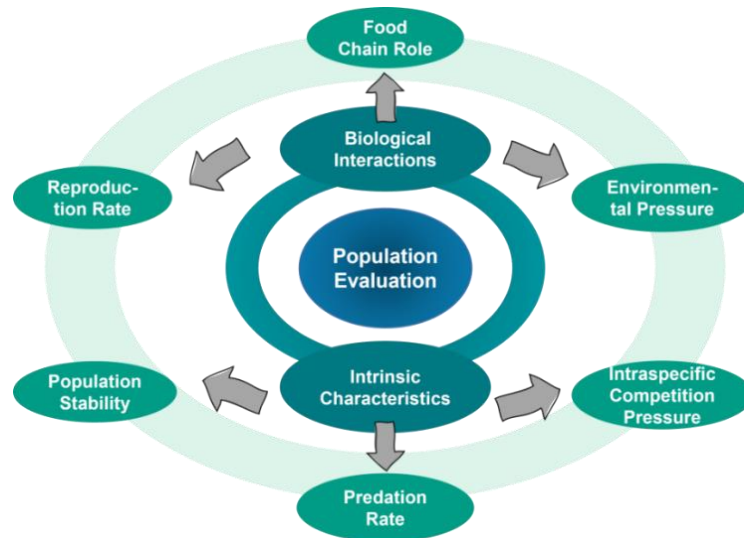 Food
Chain Role
Biological
Interactions
Reproduc-
tion Rate
Environmen-
tal Pressure
Population
Evaluation
Population
Stability
Intrinsic
Characteristics
Intraspecific
Competition
Pressure
Predation
Rate